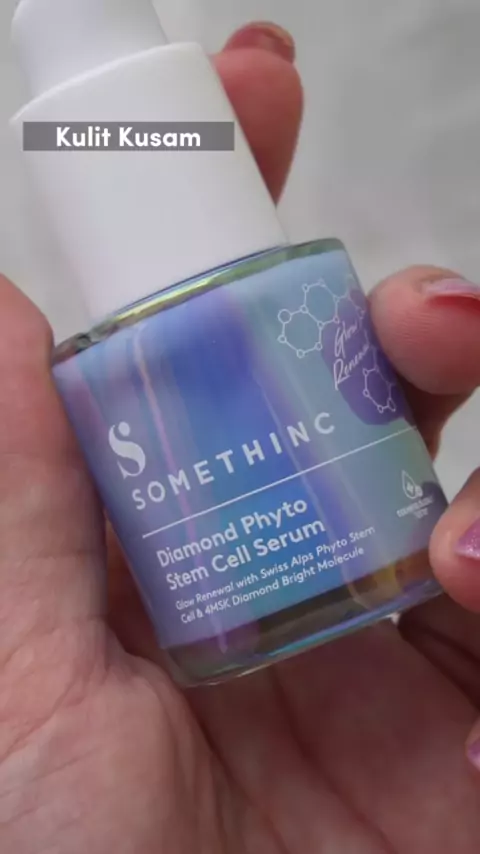 Kulit Kusam
Glow &
Renewal
S
SOMETHINC
Diamond Phyto
Stem Cell Serum
Glow Renewal with Swiss Alps Phyto Stem
Cell & 4MSK Diamond Bright Molecule